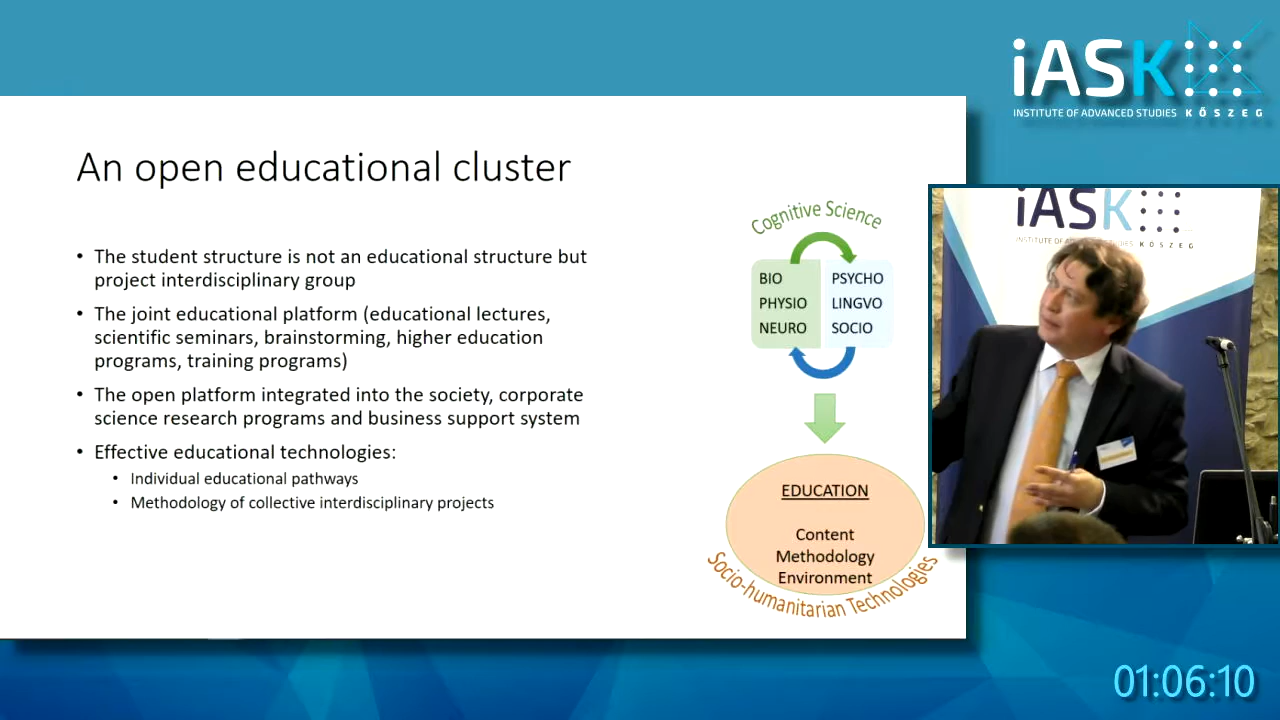 iASK
INSTITUTE OF ADVANCED STUDIES KŐSZEG
An open educational cluster
• The student structure is not an educational structure but
project interdisciplinary group
• The joint educational platform (educational lectures,
scientific seminars, brainstorming, higher education
programs, training programs)
• The open platform integrated into the society, corporate
science research programs and business support system
• Effective educational technologies:
• Individual educational pathways
• Methodology of collective interdisciplinary projects
Cognitive Science
BIO
PHYSIO
NEURO
PSYCHO
LINGVO
SOCIO
EDUCATION
Content
Methodology
Environment
Socio-humanitarian Technologies
iASK
INSTITUTE OF ADVANCED STUDIES KŐSZEG
01:06:10